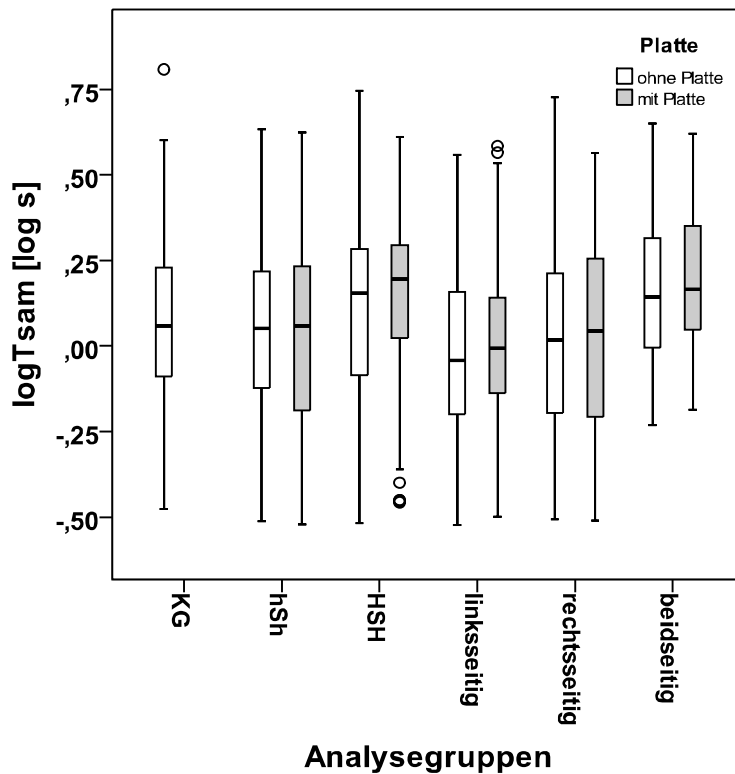 Platte
ohne Platte
mit Platte
logTsam [log s]
,75
,50
,25
,00
-,25
-,50
KG
hSh
HSH
linksseitig
rechtsseitig
beidseitig
Analysegruppen